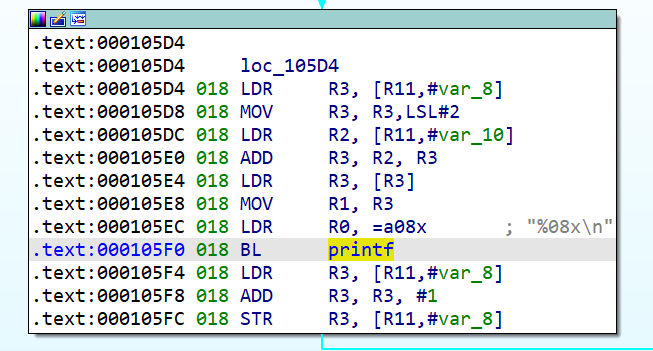 .text:000105D4
.text:000105D4 loc_105D4
.text:000105D4 018 LDR R3, [R11,#var_8]
.text:000105D8 018 MOV R3, R3,LSL#2
.text:000105DC 018 LDR R2, [R11,#var_10]
.text:000105E0 018 ADD R3, R2, R3
.text:000105E4 018 LDR R3, [R3]
.text:000105E8 018 MOV R1, R3
.text:000105EC 018 LDR R0, =a08x ; "%08x\n"
.text:000105F0 018 BL printf
.text:000105F4 018 LDR R3, [R11,#var_8]
.text:000105F8 018 ADD R3, R3, #1
.text:000105FC 018 STR R3, [R11,#var_8]